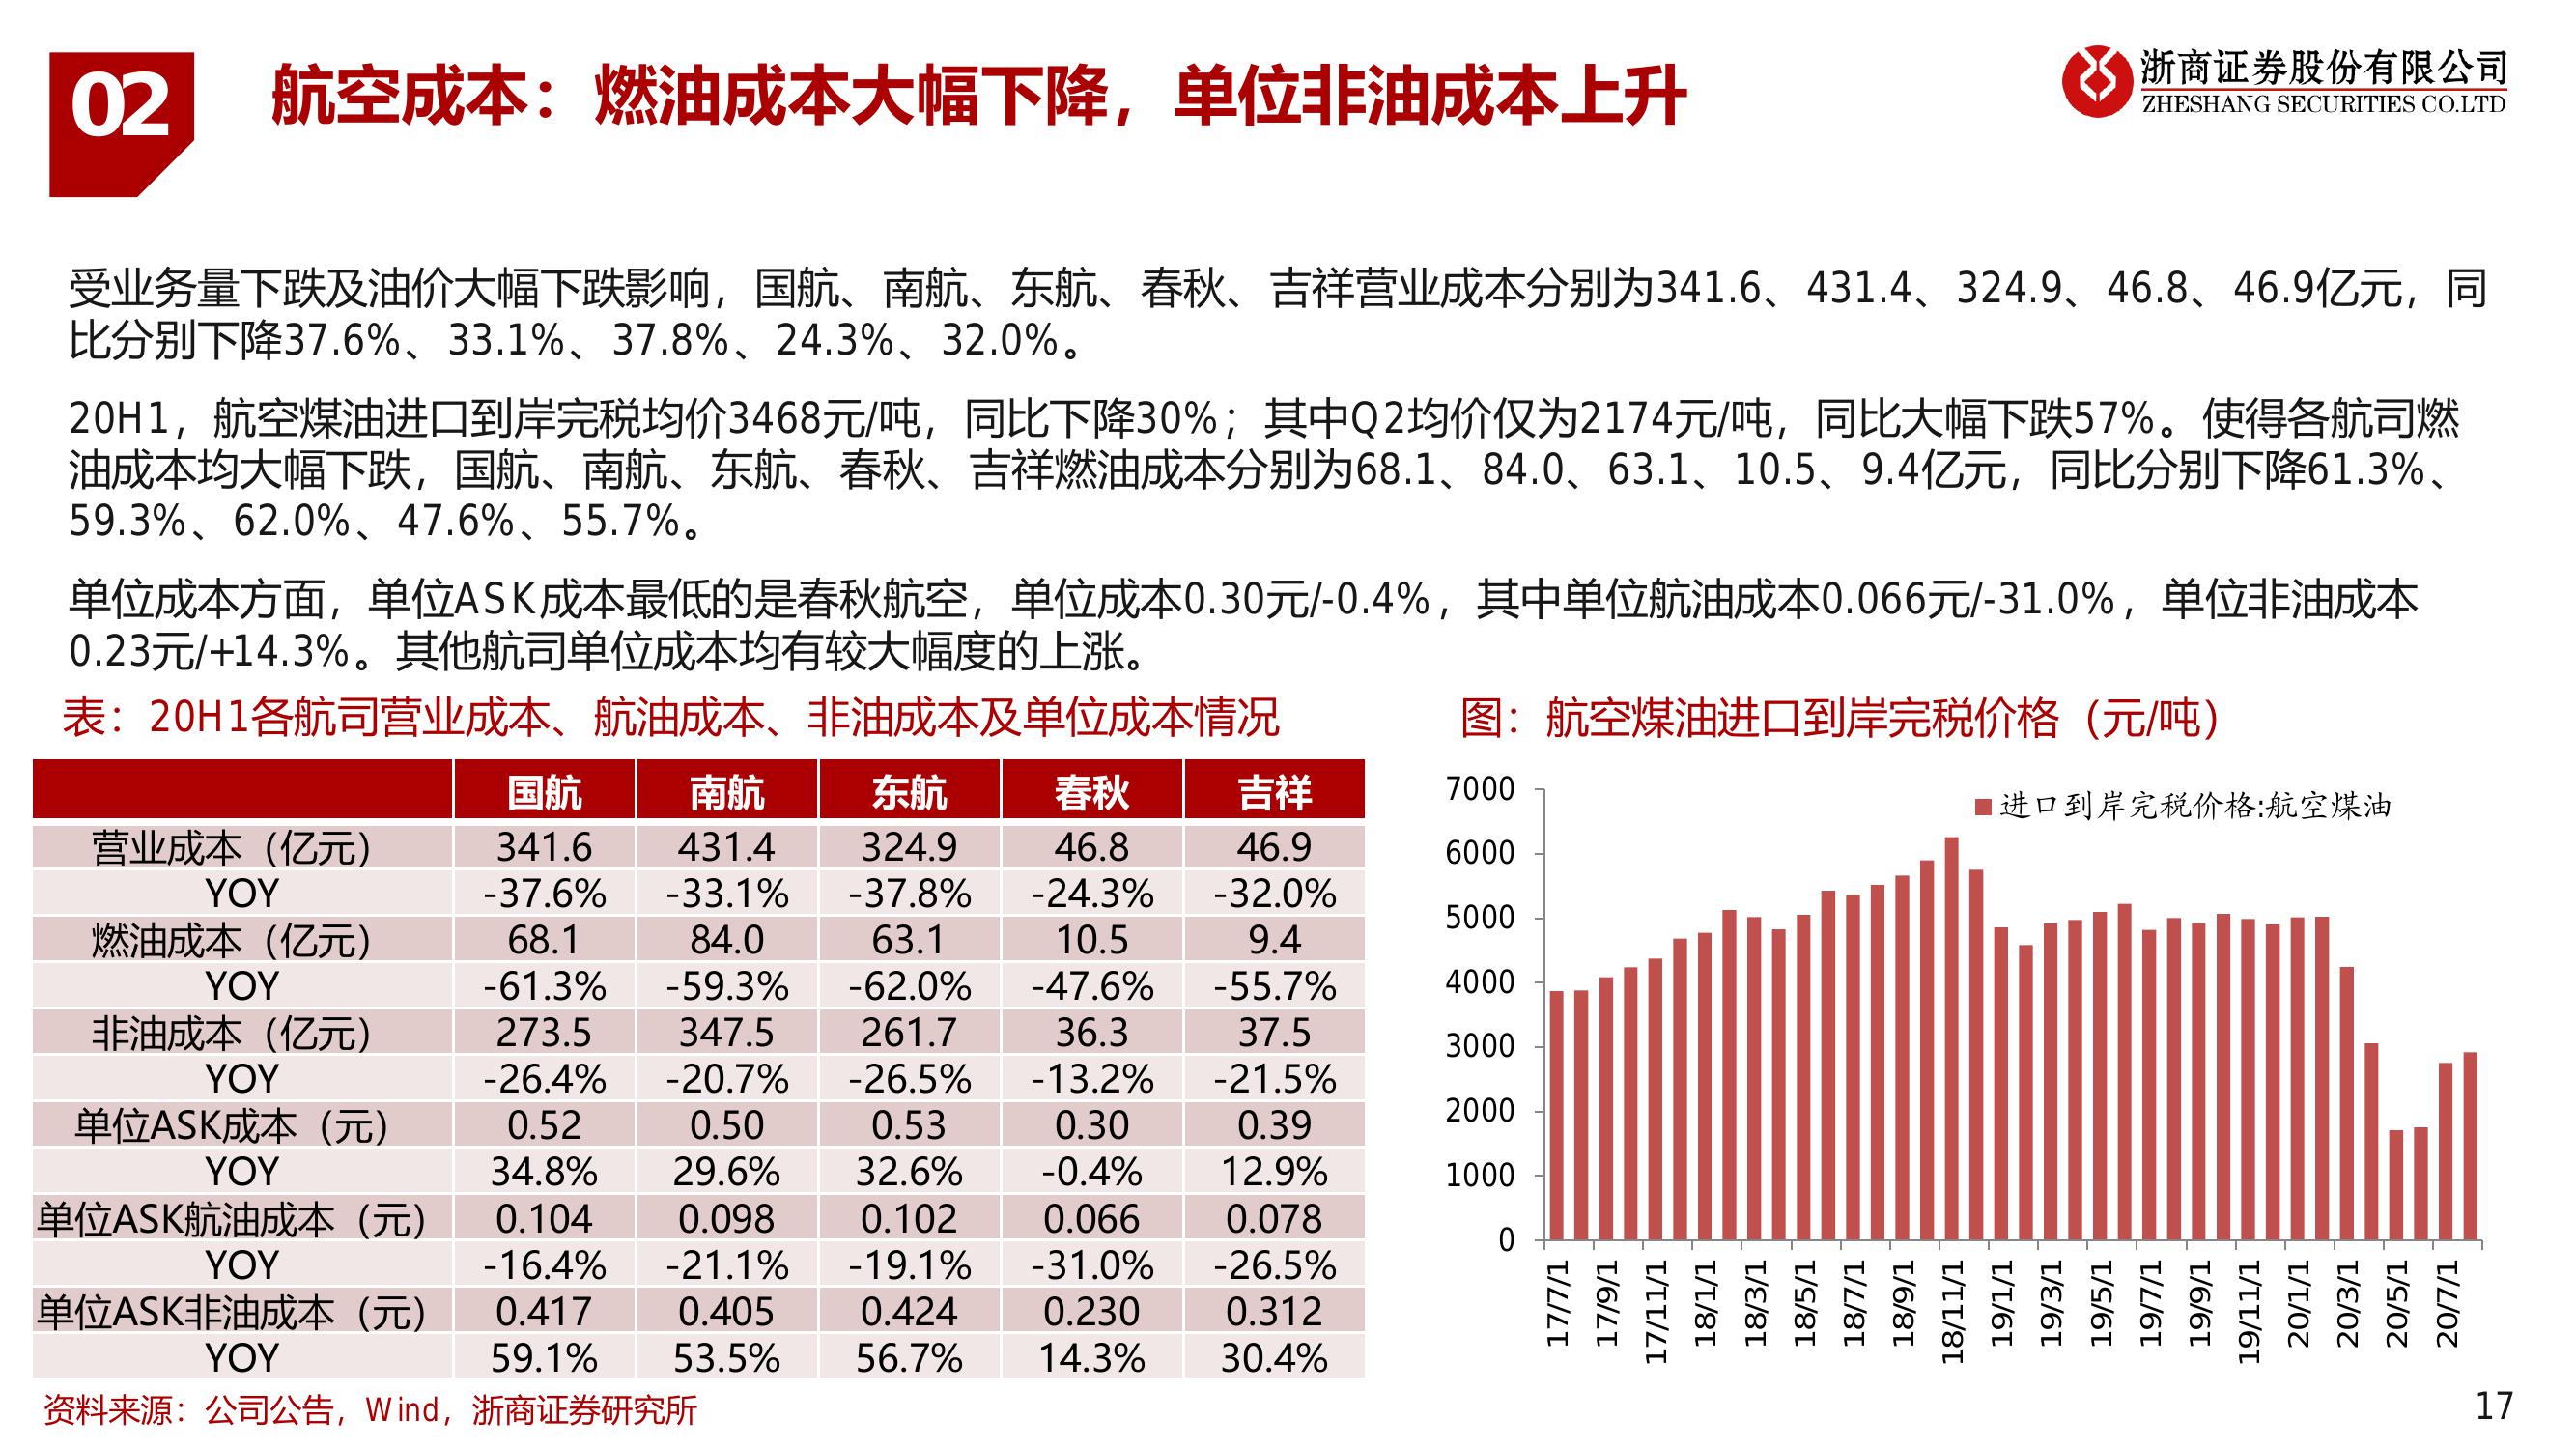 02
航空成本：燃油成本大幅下降，单位非油成本上升
浙商证券股份有限公司
ZHESHANG SECURITIES CO.LTD
受业务量下跌及油价大幅下跌影响，国航、南航、东航、春秋、吉祥营业成本分别为341.6、431.4、324.9、46.8、46.9亿元，同
比分别下降37.6%、33.1%、37.8%、24.3%、32.0%。
20H1，航空煤油进口到岸完税均价3468元/吨，同比下降30%；其中Q2均价仅为2174元/吨，同比大幅下跌57%。使得各航司燃
油成本均大幅下跌，国航、南航、东航、春秋、吉祥燃油成本分别为68.1、84.0、63.1、10.5、9.4亿元，同比分别下降61.3%、
59.3%、62.0%、47.6%、55.7%。
单位成本方面，单位ASK成本最低的是春秋航空，单位成本0.30元/-0.4%，其中单位航油成本0.066元/-31.0%，单位非油成本
0.23元/+14.3%。其他航司单位成本均有较大幅度的上涨。
表：20H1各航司营业成本、航油成本、非油成本及单位成本情况
国航 南航 东航 春秋 吉祥
营业成本（亿元） 341.6 431.4 324.9 46.8 46.9
YOY -37.6% -33.1% -37.8% -24.3% -32.0%
燃油成本（亿元） 68.1 84.0 63.1 10.5 9.4
YOY -61.3% -59.3% -62.0% -47.6% -55.7%
非油成本（亿元） 273.5 347.5 261.7 36.3 37.5
YOY -26.4% -20.7% -26.5% -13.2% -21.5%
单位ASK成本（元） 0.52 0.50 0.53 0.30 0.39
YOY 34.8% 29.6% 32.6% -0.4% 12.9%
单位ASK航油成本（元） 0.104 0.098 0.102 0.066 0.078
YOY -16.4% -21.1% -19.1% -31.0% -26.5%
单位ASK非油成本（元） 0.417 0.405 0.424 0.230 0.312
YOY 59.1% 53.5% 56.7% 14.3% 30.4%
图：航空煤油进口到岸完税价格（元/吨）
进口到岸完税价格:航空煤油
7000
6000
5000
4000
3000
2000
1000
0
17/7/1 17/9/1 17/11/1 18/1/1 18/3/1 18/5/1 18/7/1 18/9/1 18/11/1 19/1/1 19/3/1 19/5/1 19/7/1 19/9/1 19/11/1 20/1/1 20/3/1 20/5/1 20/7/1
资料来源：公司公告，Wind，浙商证券研究所
17